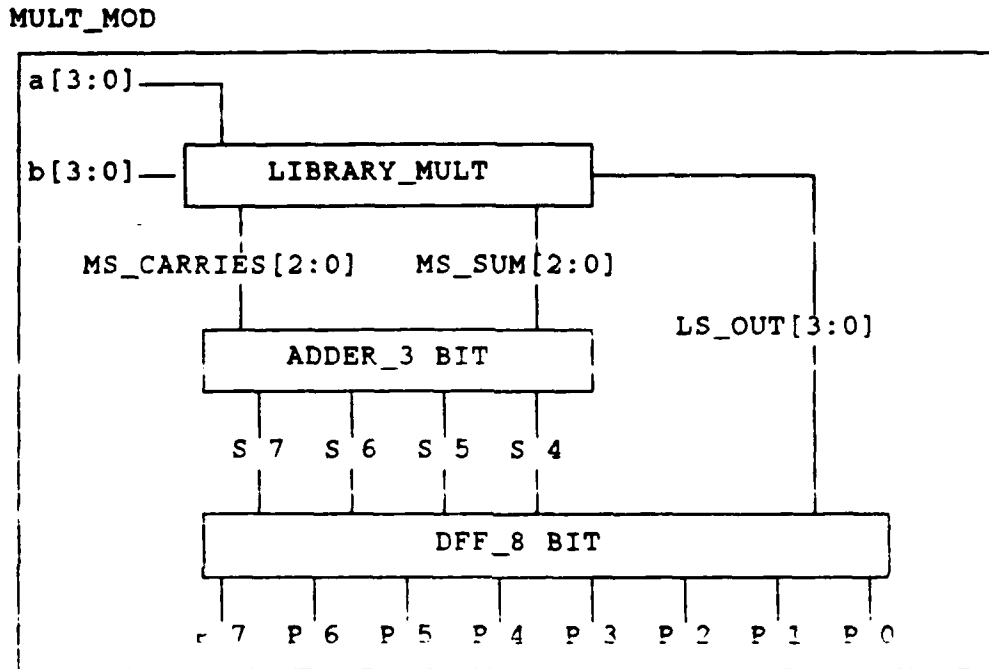 MULT_MOD
a[3:0]
b[3:0]
LIBRARY_MULT
MS_CARRIES[2:0] MS_SUM[2:0]
LS_OUT[3:0]
ADDER_3 BIT
S 7 S 6 S 5 S 4
DFF_8 BIT
7 P 6 P 5 P 4 P 3 P 2 P 1 P 0